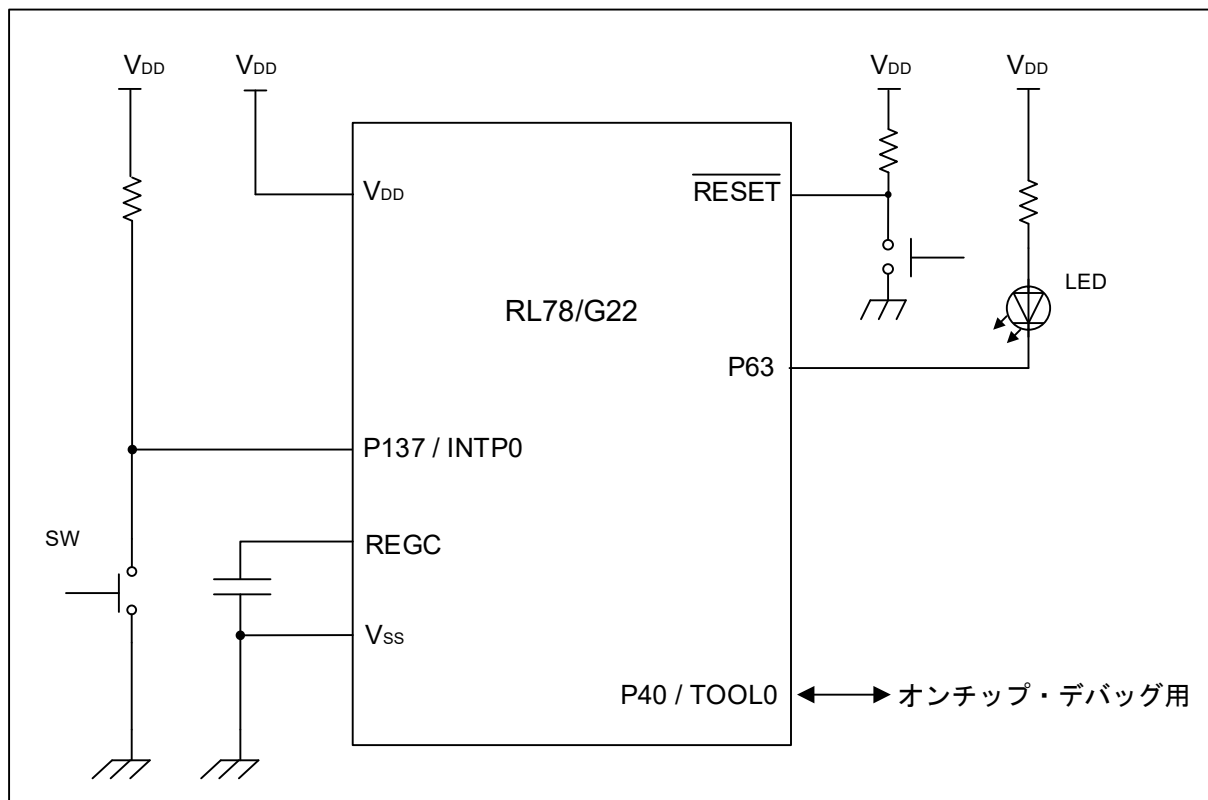 VDD
VDD
VDD
VDD
VDD
RESET
LED
RL78/G22
P63
P137 / INTP0
SW
REGC
VSS
P40 / TOOL0
オンチップ・デバッグ用